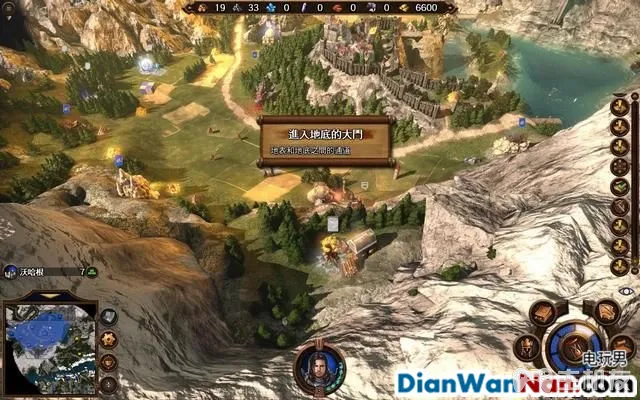 19 33 0 0 0 0 6600
進入地底的大門
地表和地底之間的通道
沃哈根 7
电玩男
DianWanNan.com